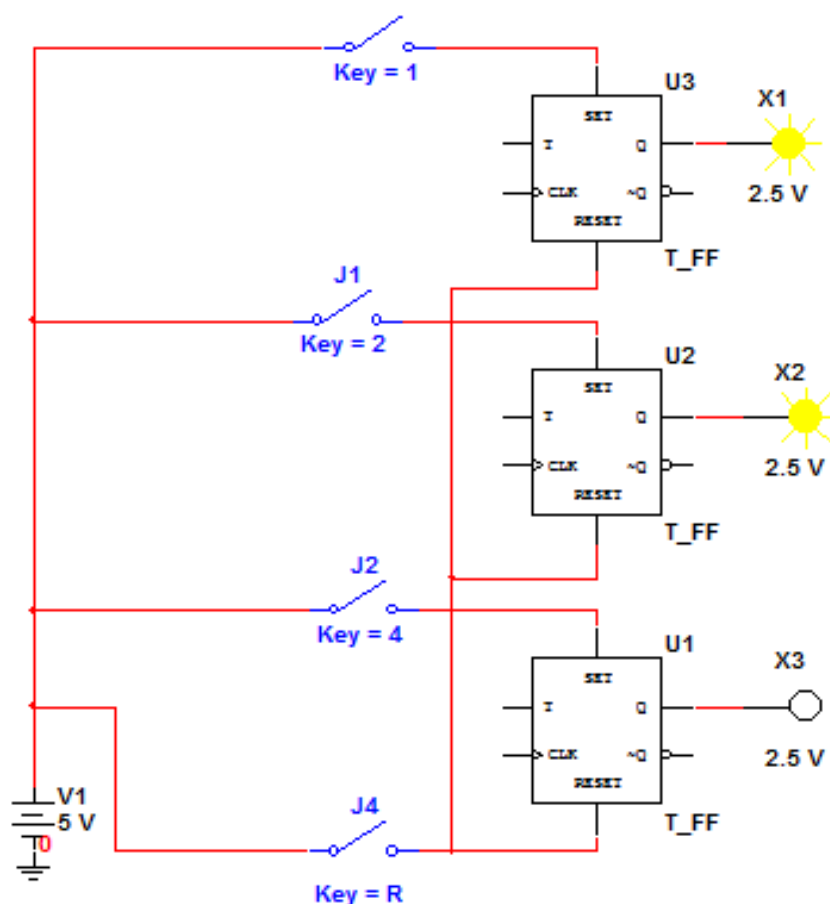 Key = 1
U3
X1
SET
T
Q
CLK
~Q
RESET
2.5 V
T_FF
J1
Key = 2
U2
X2
SET
T
Q
CLK
~Q
RESET
2.5 V
T_FF
J2
Key = 4
U1
X3
SET
T
Q
CLK
~Q
RESET
2.5 V
T_FF
V1
5 V
0
J4
Key = R